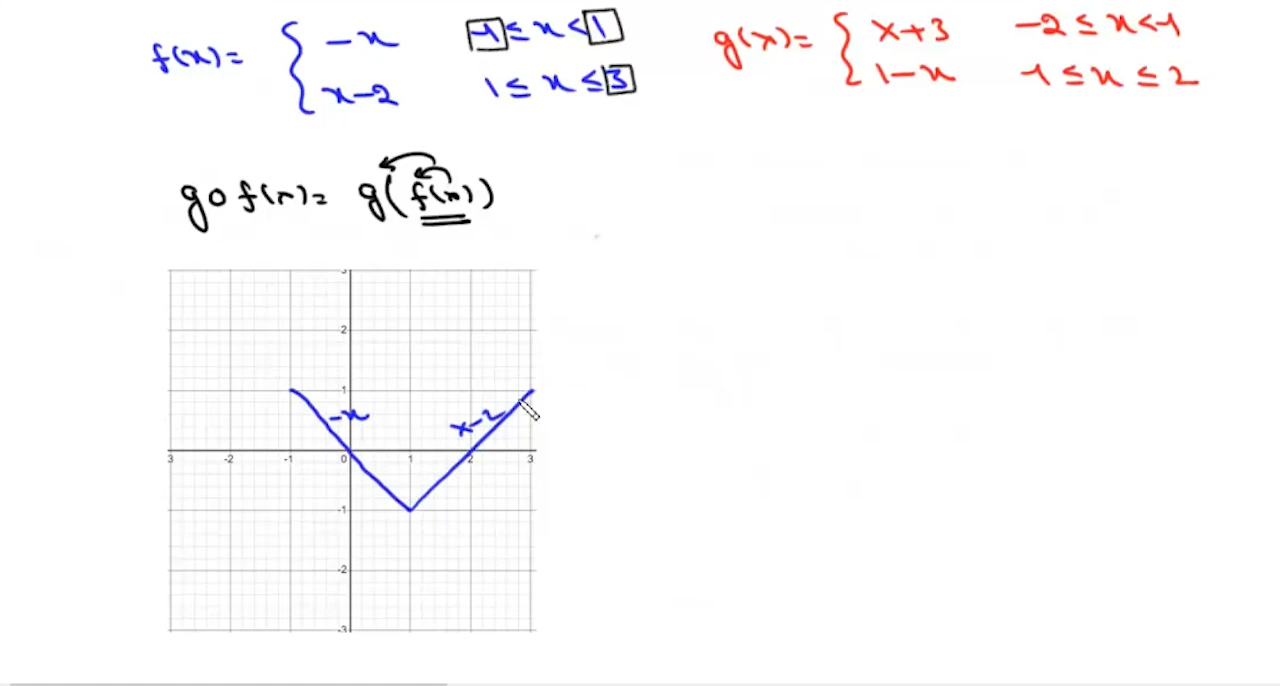 f(x)= { -x -1 ≤ x < 1
x-2 1 ≤ x ≤ 3
g(x)= { x+3 -2 ≤ x < -1
1-x -1 ≤ x ≤ 2
gof(x)= g(f(x))
3
2
1
-x
x-2
3 -2 -1 0 1 2 3
-1
-2
-3